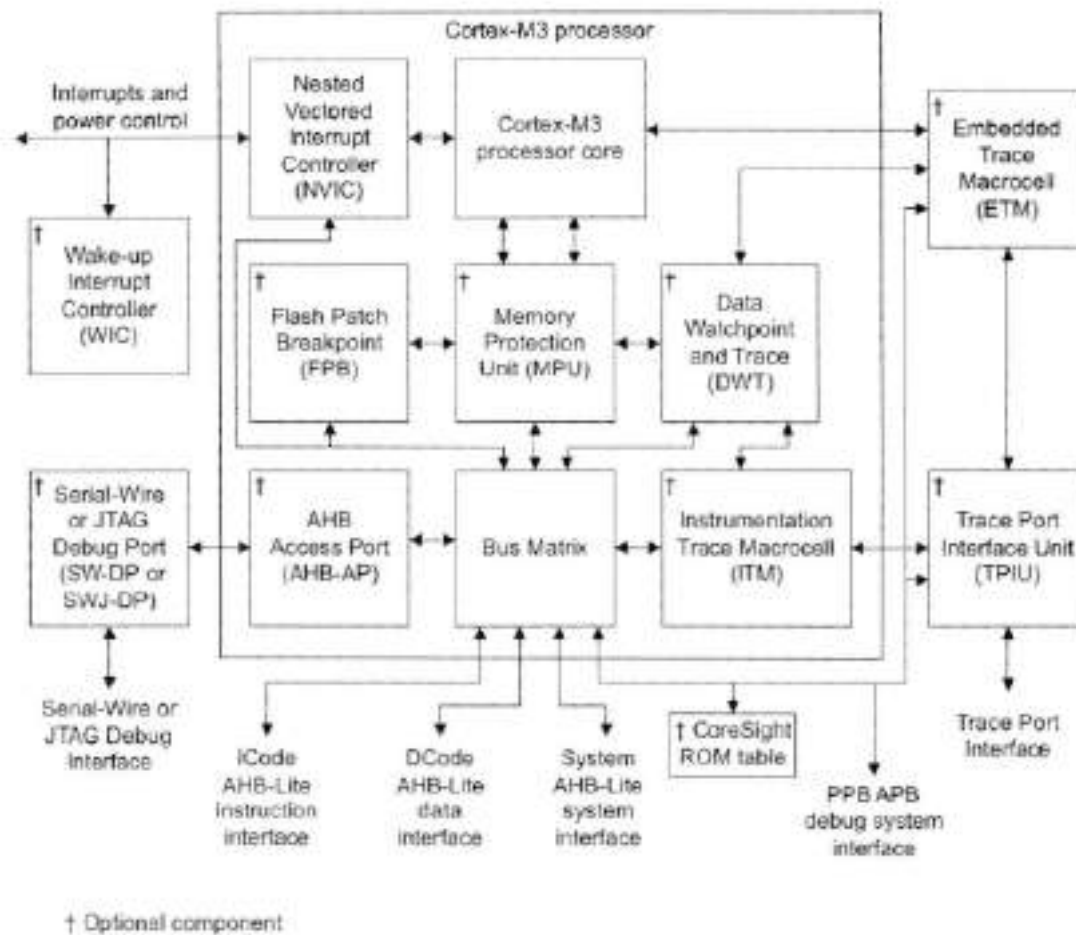 Cortex-M3 processor
Interrupts and
power control
Nested
Vectored
Interrupt
Controller
(NVIC)
Cortex-M3
processor core
†
Embedded
Trace
Macrocell
(ETM)
†
Wake-up
Interrupt
Controller
(WIC)
†
Flash Patch
Breakpoint
(FPB)
†
Memory
Protection
Unit (MPU)
†
Data
Watchpoint
and Trace
(DWT)
†
Serial-Wire
or JTAG
Debug Port
(SW-DP or
SWJ-DP)
†
AHB
Access Port
(AHB-AP)
Bus Matrix
†
Instrumentation
Trace Macrocell
(ITM)
†
Trace Port
Interface Unit
(TPIU)
Serial-Wire or
JTAG Debug
Interface
ICode
AHB-Lite
instruction
interface
DCode
AHB-Lite
data
interface
System
AHB-Lite
system
interface
† CoreSight
ROM table
PPB APB
debug system
interface
Trace Port
Interface
† Optional component